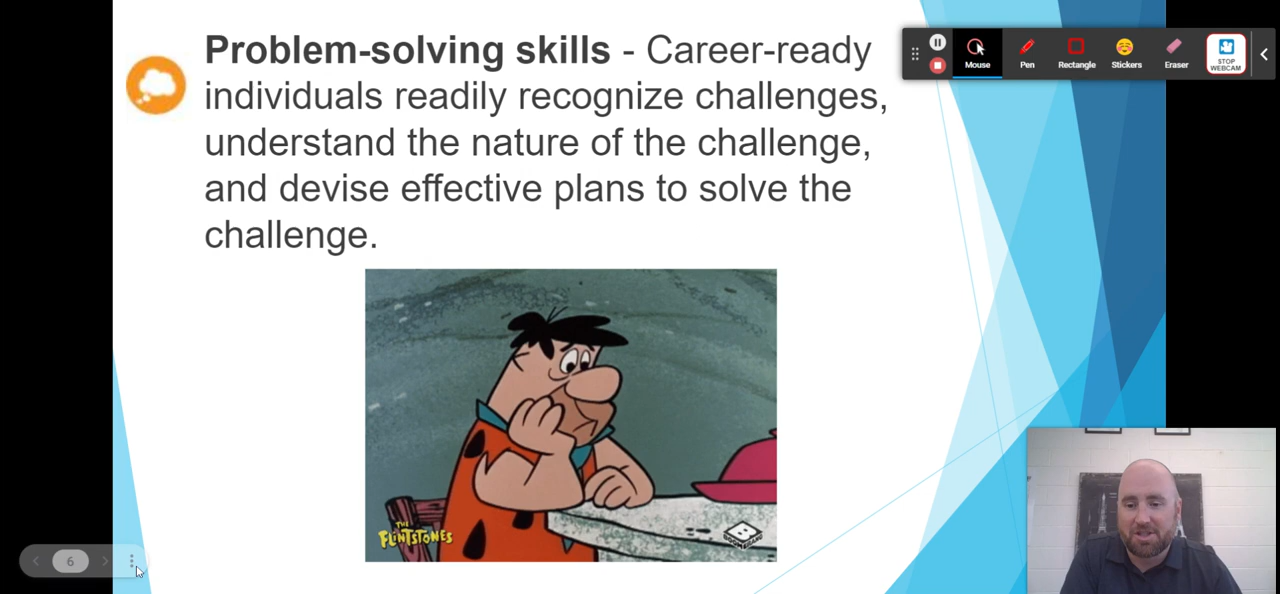 Problem-solving skills - Career-ready
individuals readily recognize challenges,
understand the nature of the challenge,
and devise effective plans to solve the
challenge.
Mouse
Pen
Rectangle
Stickers
Eraser
STOP
WEBCAM
THE
FLINTSTONES
BOOMERANG
6